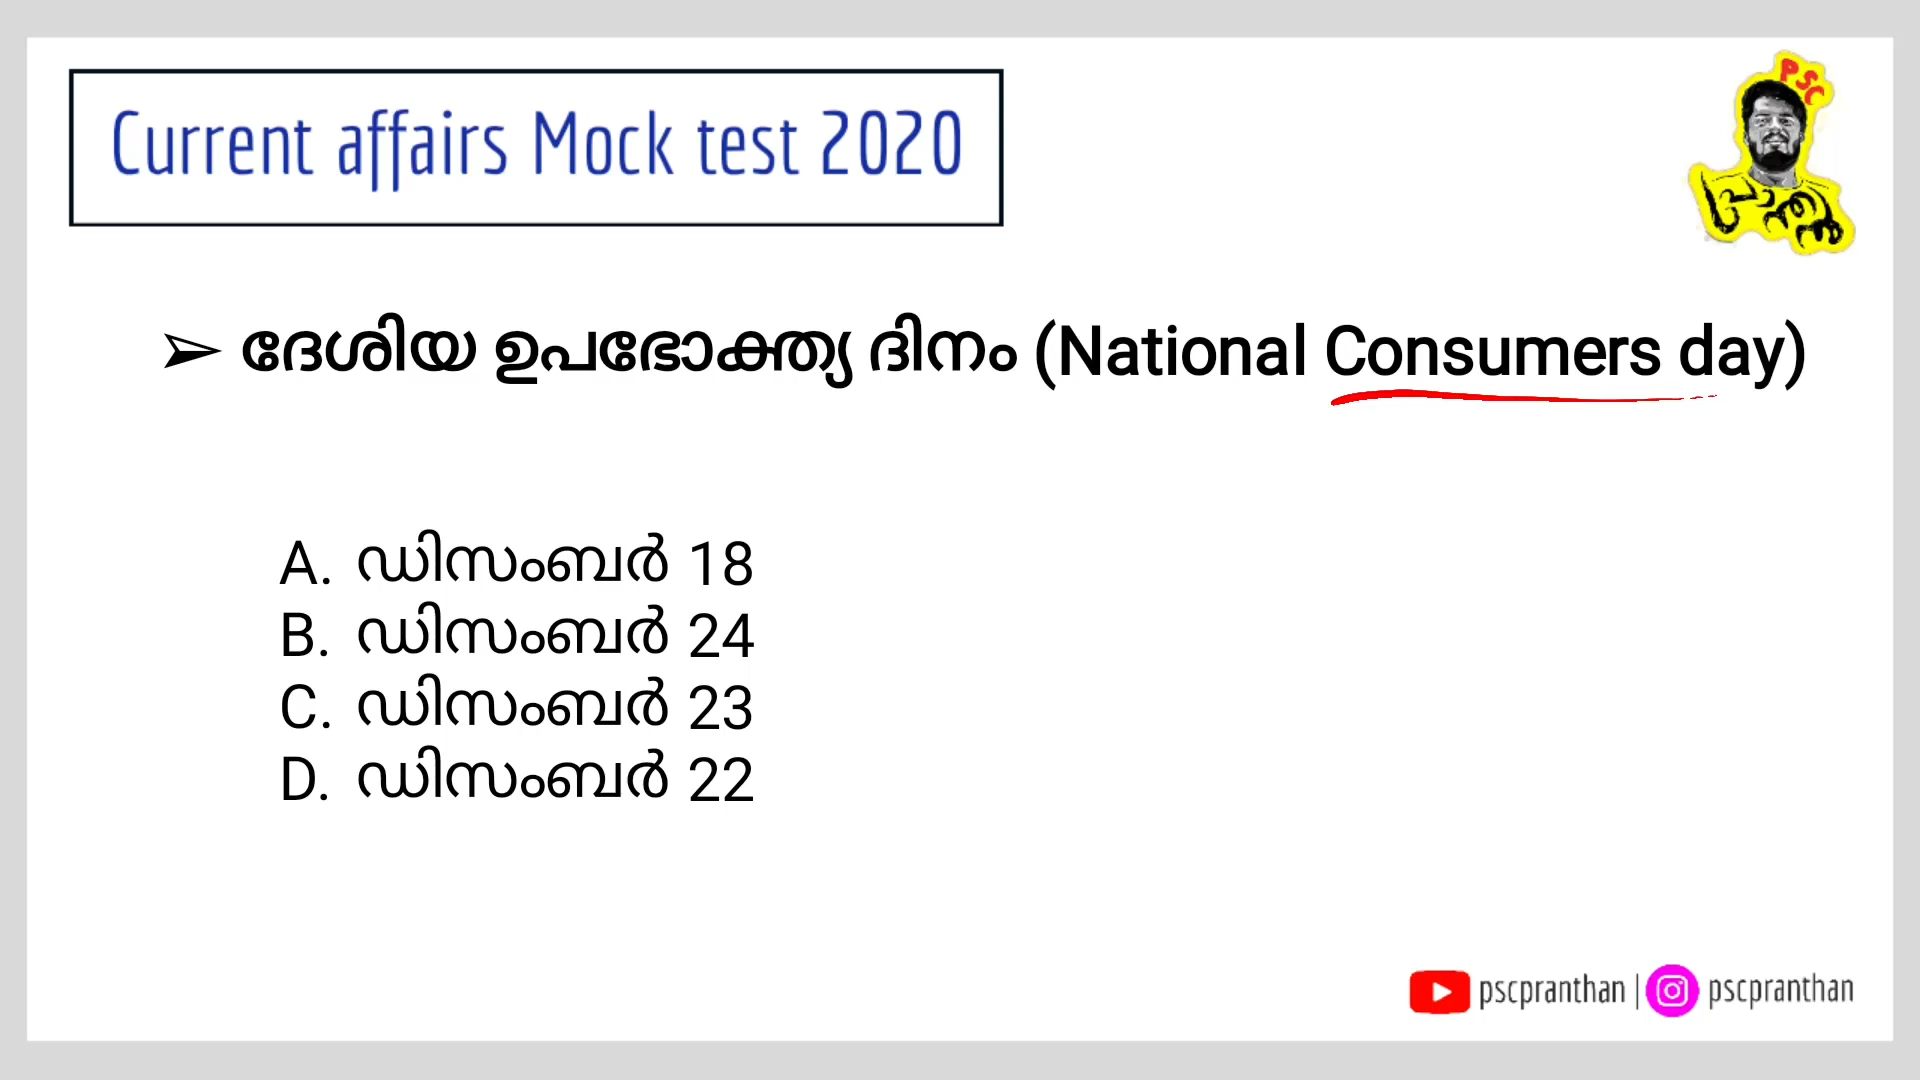 Current affairs Mock test 2020
PSC
പ്രാന്തൻ
➢ ദേശിയ ഉപഭോക്ത്യ ദിനം (National Consumers day)
A. ഡിസംബർ 18
B. ഡിസംബർ 24
C. ഡിസംബർ 23
D. ഡിസംബർ 22
pscpranthan | pscpranthan